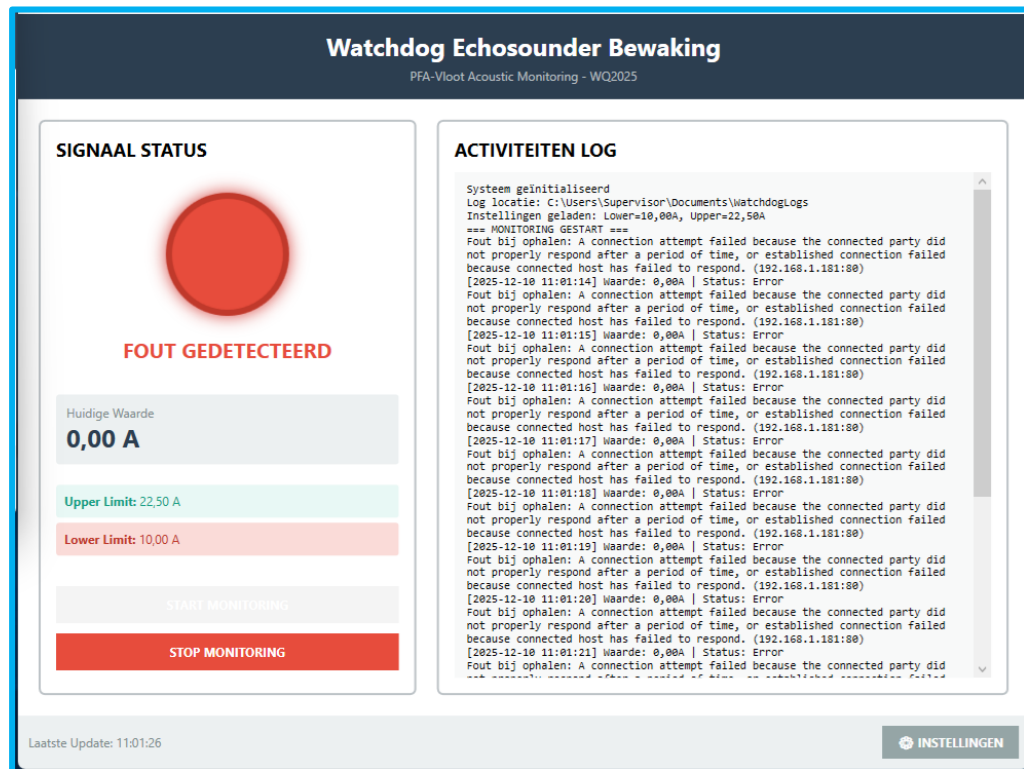 Watchdog Echosounder Bewaking
PFA-Vloot Acoustic Monitoring - WQ2025
SIGNAAL STATUS
FOUT GEDETECTEERD
Huidige Waarde
0,00 A
Upper Limit: 22,50 A
Lower Limit: 10,00 A
START MONITORING
STOP MONITORING
ACTIVITEITEN LOG
Systeem geïnitialiseerd
Log locatie: C:\Users\Supervisor\Documents\WatchdogLogs
Instellingen geladen: Lower=10,00A, Upper=22,50A
=== MONITORING GESTART ===
Fout bij ophalen: A connection attempt failed because the connected party did
not properly respond after a period of time, or established connection failed
because connected host has failed to respond. (192.168.1.181:80)
[2025-12-10 11:01:14] Waarde: 0,00A | Status: Error
Fout bij ophalen: A connection attempt failed because the connected party did
not properly respond after a period of time, or established connection failed
because connected host has failed to respond. (192.168.1.181:80)
[2025-12-10 11:01:15] Waarde: 0,00A | Status: Error
Fout bij ophalen: A connection attempt failed because the connected party did
not properly respond after a period of time, or established connection failed
because connected host has failed to respond. (192.168.1.181:80)
[2025-12-10 11:01:16] Waarde: 0,00A | Status: Error
Fout bij ophalen: A connection attempt failed because the connected party did
not properly respond after a period of time, or established connection failed
because connected host has failed to respond. (192.168.1.181:80)
[2025-12-10 11:01:17] Waarde: 0,00A | Status: Error
Fout bij ophalen: A connection attempt failed because the connected party did
not properly respond after a period of time, or established connection failed
because connected host has failed to respond. (192.168.1.181:80)
[2025-12-10 11:01:18] Waarde: 0,00A | Status: Error
Fout bij ophalen: A connection attempt failed because the connected party did
not properly respond after a period of time, or established connection failed
because connected host has failed to respond. (192.168.1.181:80)
[2025-12-10 11:01:19] Waarde: 0,00A | Status: Error
Fout bij ophalen: A connection attempt failed because the connected party did
not properly respond after a period of time, or established connection failed
because connected host has failed to respond. (192.168.1.181:80)
[2025-12-10 11:01:20] Waarde: 0,00A | Status: Error
Fout bij ophalen: A connection attempt failed because the connected party did
not properly respond after a period of time, or established connection failed
because connected host has failed to respond. (192.168.1.181:80)
[2025-12-10 11:01:21] Waarde: 0,00A | Status: Error
Fout bij ophalen: A connection attempt failed because the connected party did
Laatste Update: 11:01:26
INSTELLINGEN